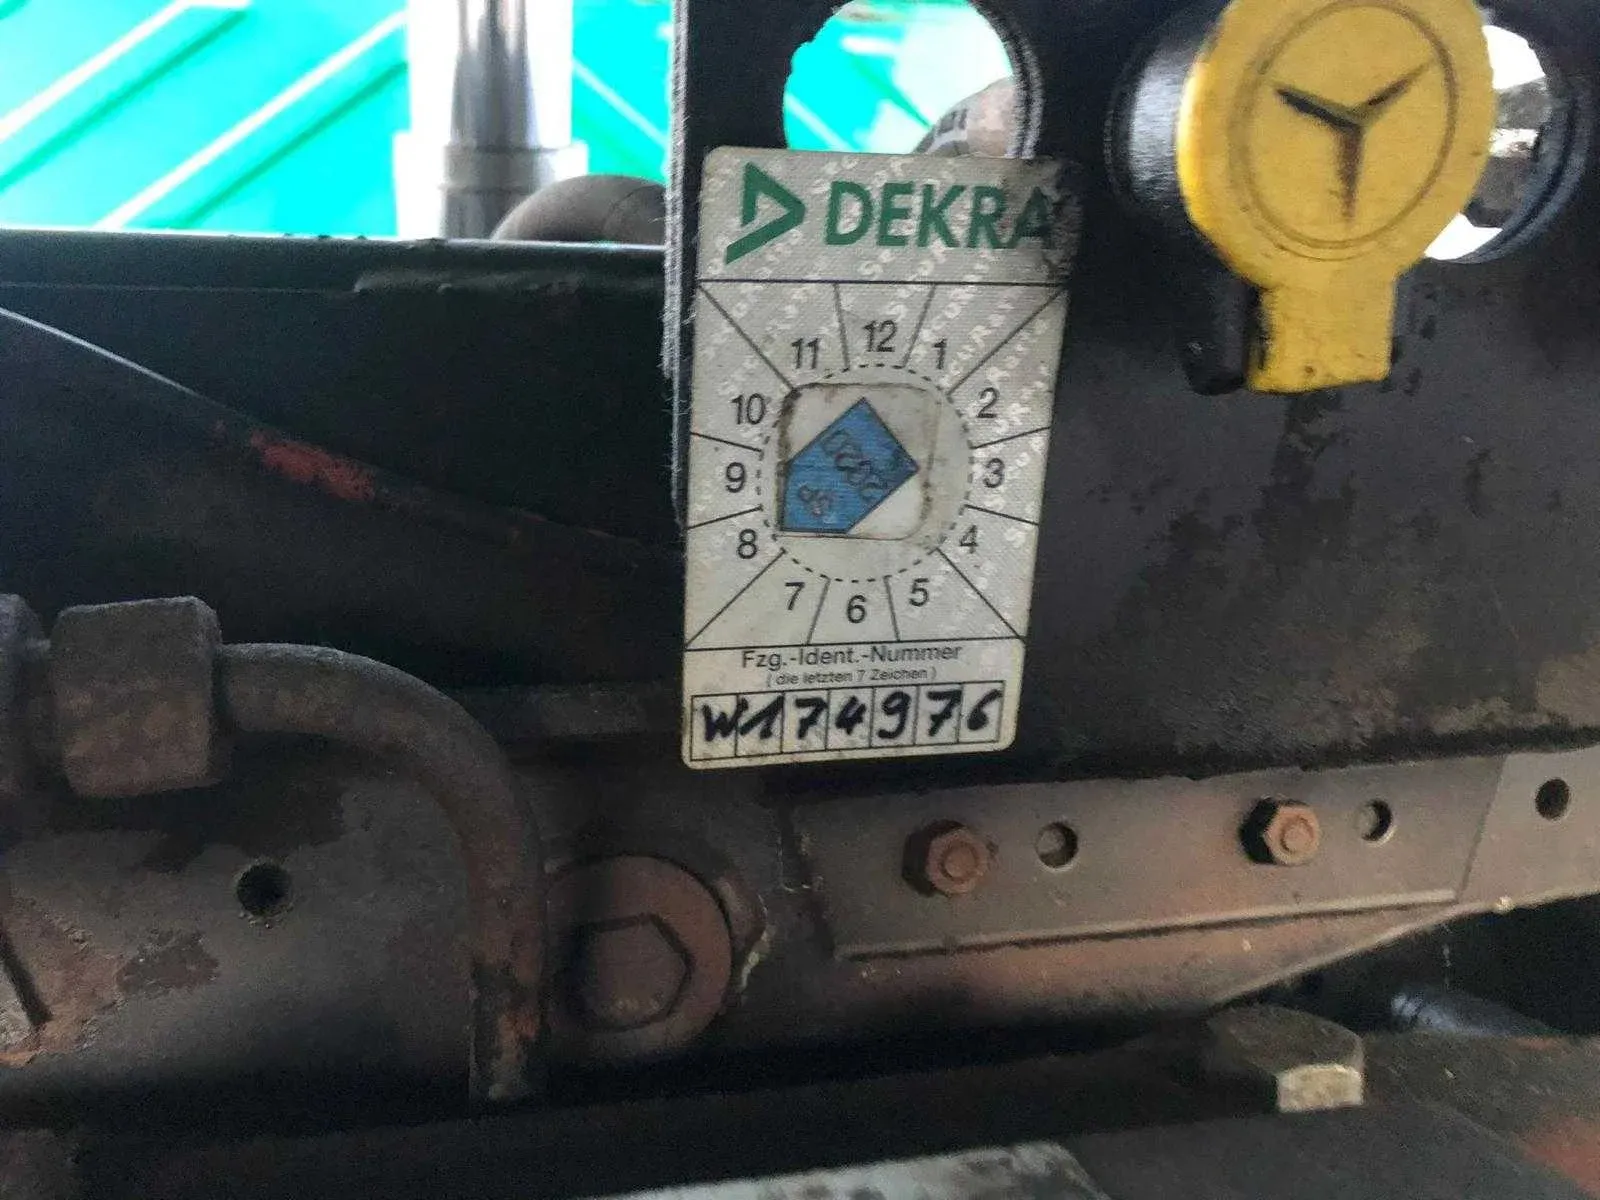 DEKRA
11 12 1
10 2
9 3
8 4
7 6 5
Fzg.-Ident.-Nummer
(die letzten 7 Zeichen)
W174976